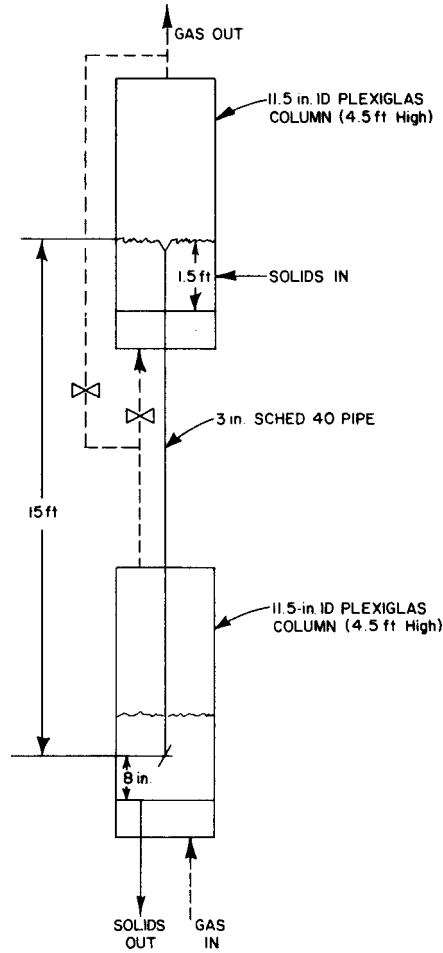 GAS OUT
11.5 in. ID PLEXIGLAS
COLUMN (4.5 ft High)
1.5 ft
SOLIDS IN
3 in. SCHED 40 PIPE
15 ft
11.5-in. ID PLEXIGLAS
COLUMN (4.5 ft High)
8 in.
SOLIDS
OUT
GAS
IN